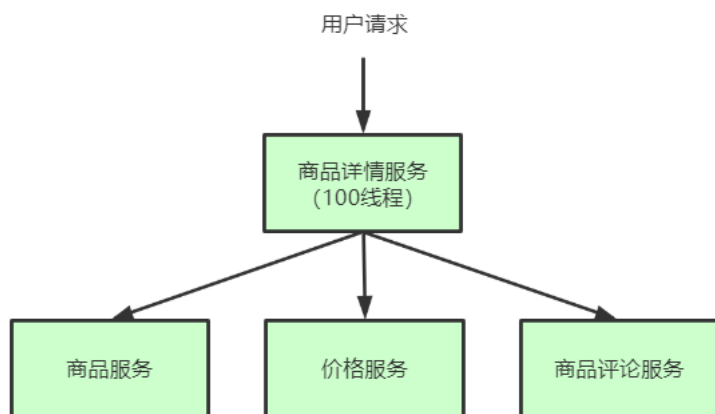 用户请求
商品详情服务
（100线程）
商品服务
价格服务
商品评论服务